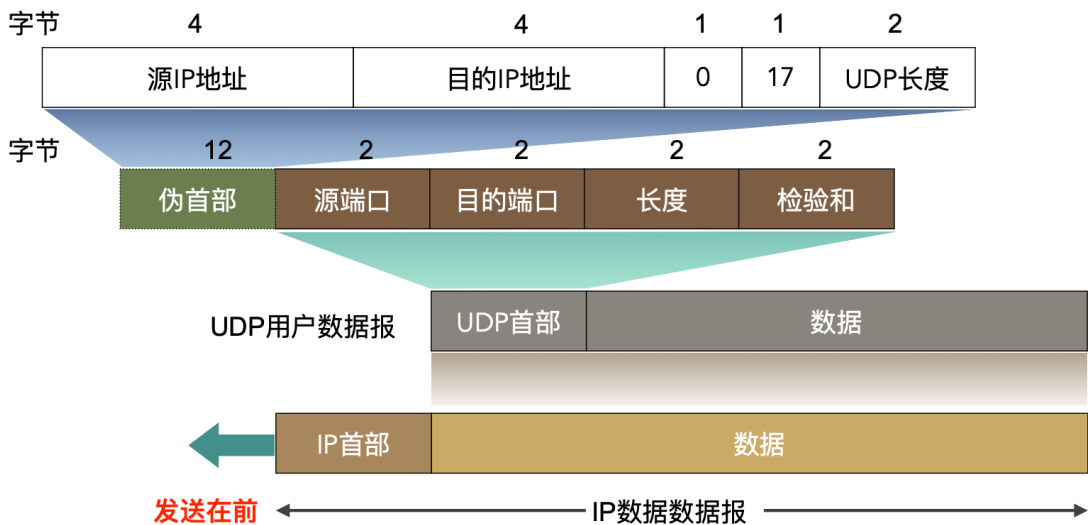 字节 4 4 1 1 2
源IP地址 目的IP地址 0 17 UDP长度
字节 12 2 2 2 2
伪首部 源端口 目的端口 长度 检验和
UDP用户数据报 UDP首部 数据
IP首部 数据
发送在前 IP数据数据报